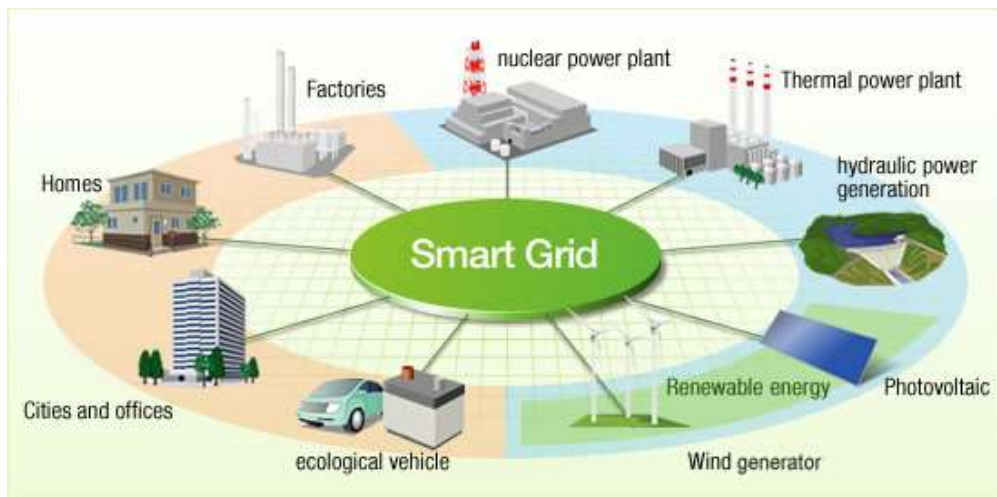 nuclear power plant
Factories
Thermal power plant
Homes
hydraulic power
generation
Smart Grid
Renewable energy
Photovoltaic
Cities and offices
ecological vehicle
Wind generator